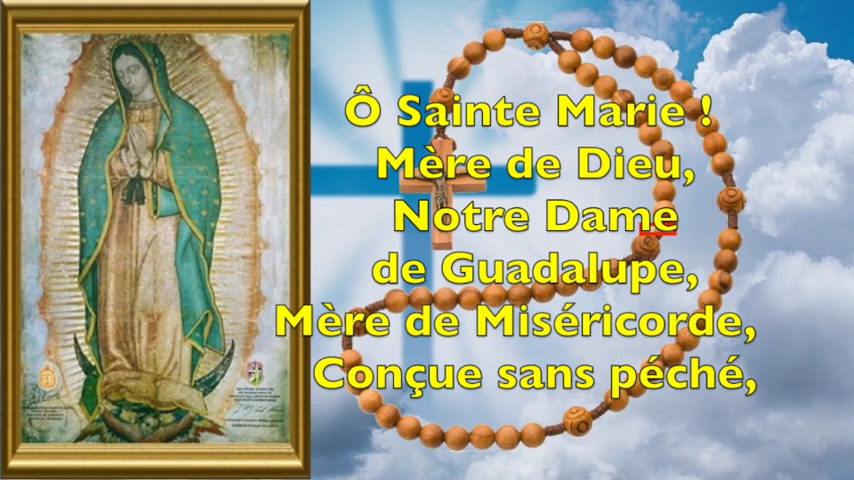 Ô Sainte Marie !
Mère de Dieu,
Notre Dame
de Guadalupe,
Mère de Miséricorde,
Conçue sans péché,